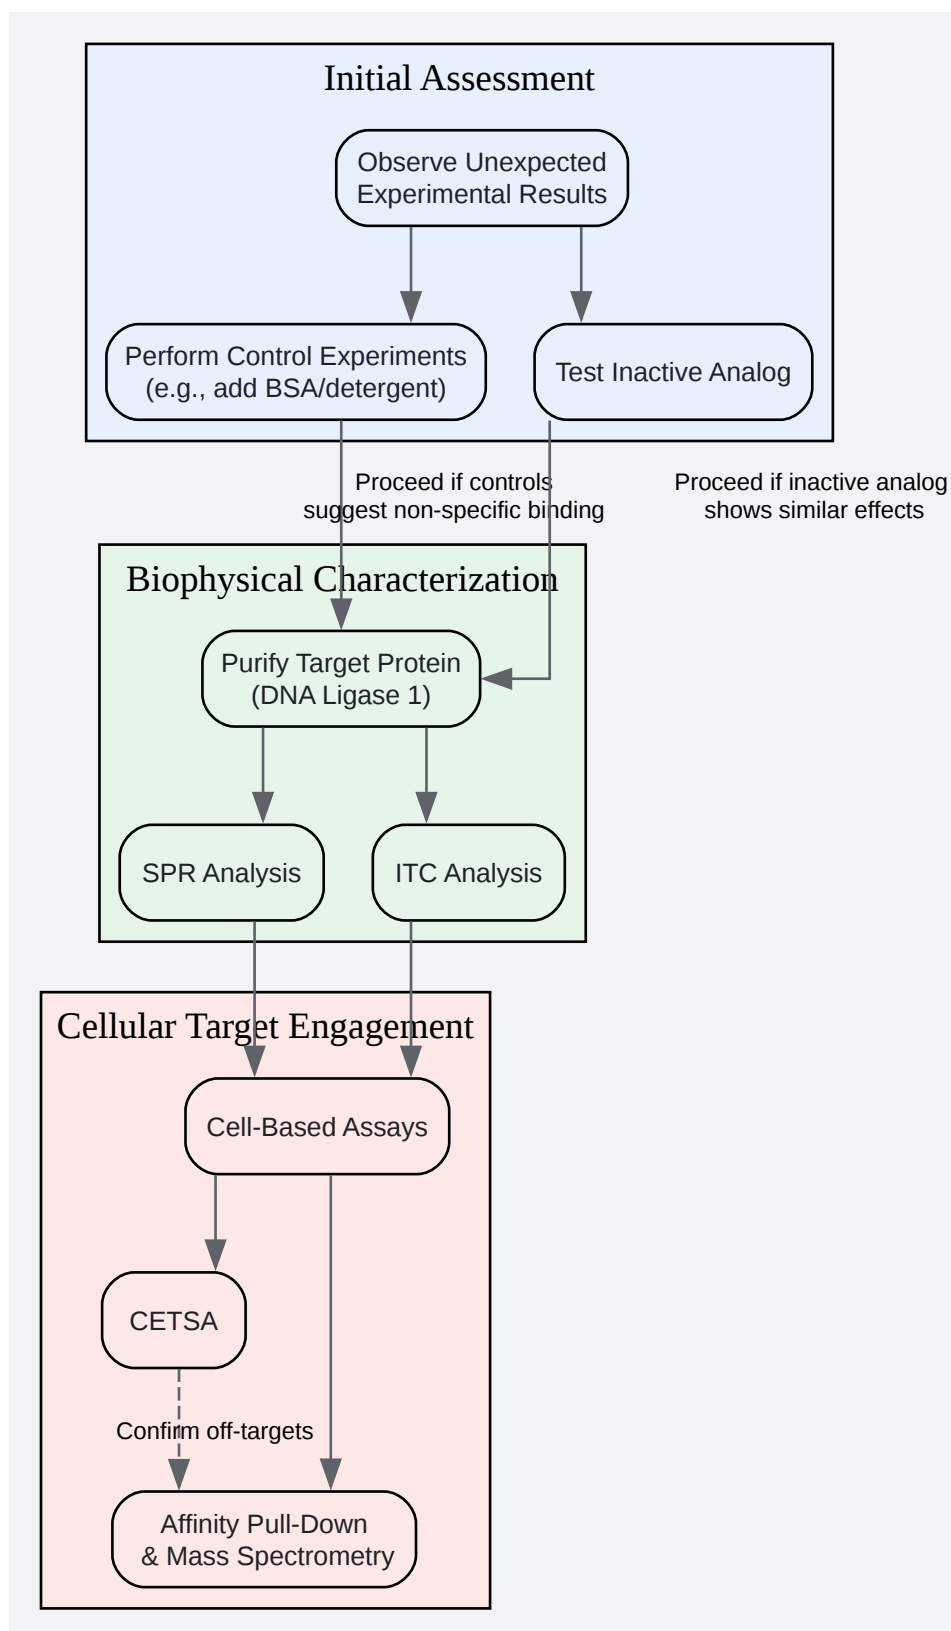 Initial Assessment
Observe Unexpected
Experimental Results
Perform Control Experiments
(e.g., add BSA/detergent)
Test Inactive Analog
Proceed if controls
suggest non-specific binding
Proceed if inactive analog
shows similar effects
Biophysical Characterization
Purify Target Protein
(DNA Ligase 1)
SPR Analysis
ITC Analysis
Cellular Target Engagement
Cell-Based Assays
CETSA
Confirm off-targets
Affinity Pull-Down
& Mass Spectrometry